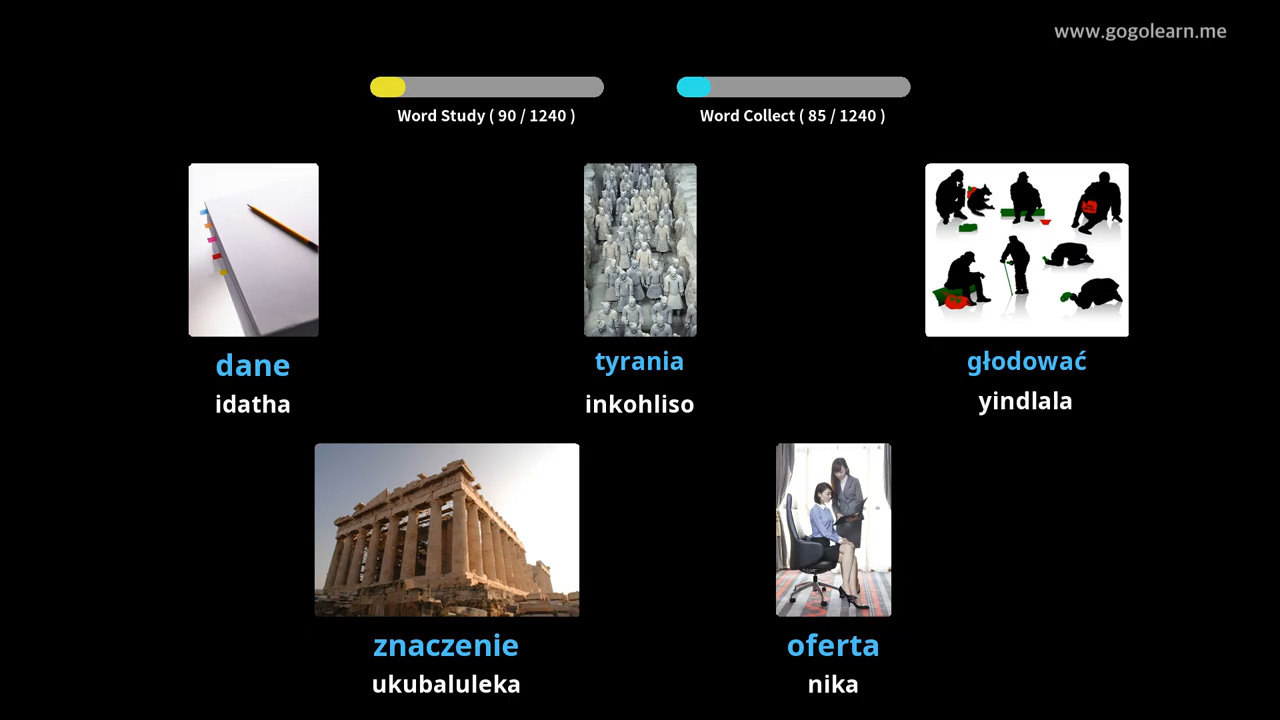 www.gogolearn.me
Word Study ( 90 / 1240 )
Word Collect ( 85 / 1240 )
dane
idatha
tyrania
inkohliso
głodować
yindlala
znaczenie
ukubaluleka
oferta
nika